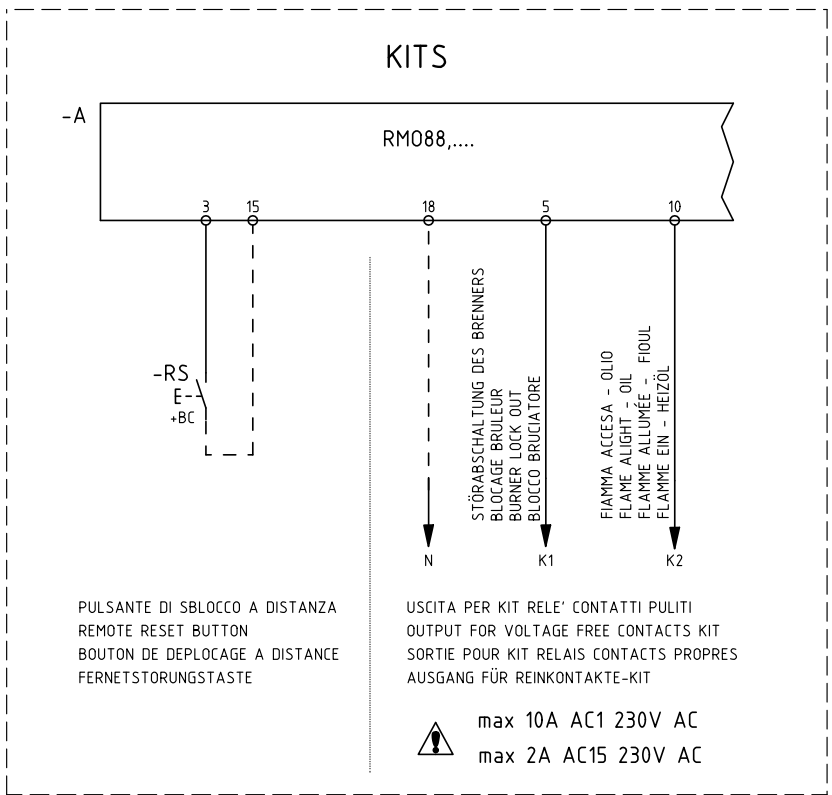 KITS
-A
RMO88,....
3
15
18
5
10
-RS
E--
+BC
STÖRABSCHALTUNG DES BRENNERS
BLOCAGE BRULEUR
BURNER LOCK OUT
BLOCCO BRUCIATORE
FIAMMA ACCESA - OLIO
FLAME ALIGHT - OIL
FLAMME ALLUMÉE - FIOUL
FLAMME EIN - HEIZÖL
N
K1
K2
PULSANTE DI SBLOCCO A DISTANZA
REMOTE RESET BUTTON
BOUTON DE DEPLOCAGE A DISTANCE
FERNETSTORUNGSTASTE
USCITA PER KIT RELE' CONTATTI PULITI
OUTPUT FOR VOLTAGE FREE CONTACTS KIT
SORTIE POUR KIT RELAIS CONTACTS PROPRES
AUSGANG FÜR REINKONTAKTE-KIT
max 10A AC1 230V AC
max 2A AC15 230V AC